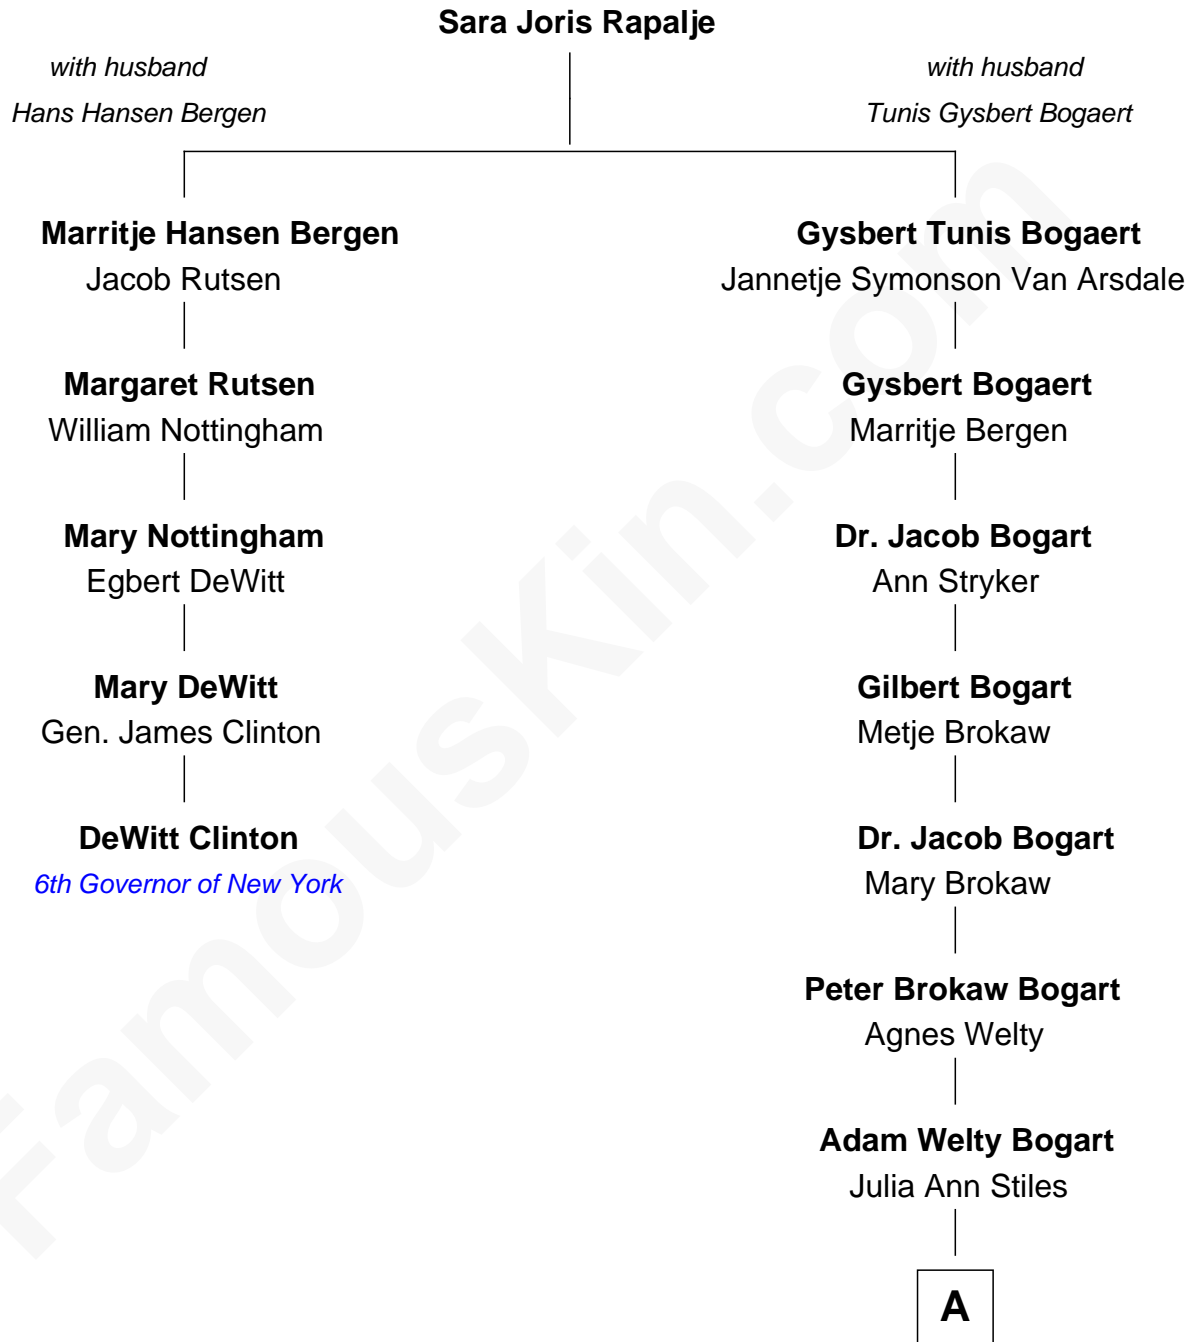 Sara Joris Rapalje
with husband
Hans Hansen Bergen
with husband
Tunis Gysbert Bogaert
Marritje Hansen Bergen
Jacob Rutsen
Margaret Rutsen
William Nottingham
Mary Nottingham
Egbert DeWitt
Mary DeWitt
Gen. James Clinton
DeWitt Clinton
6th Governor of New York
Gysbert Tunis Bogaert
Jannetje Symonson Van Arsdale
Gysbert Bogaert
Marritje Bergen
Dr. Jacob Bogart
Ann Stryker
Gilbert Bogart
Metje Brokaw
Dr. Jacob Bogart
Mary Brokaw
Peter Brokaw Bogart
Agnes Welty
Adam Welty Bogart
Julia Ann Stiles
A
FamousKin.com